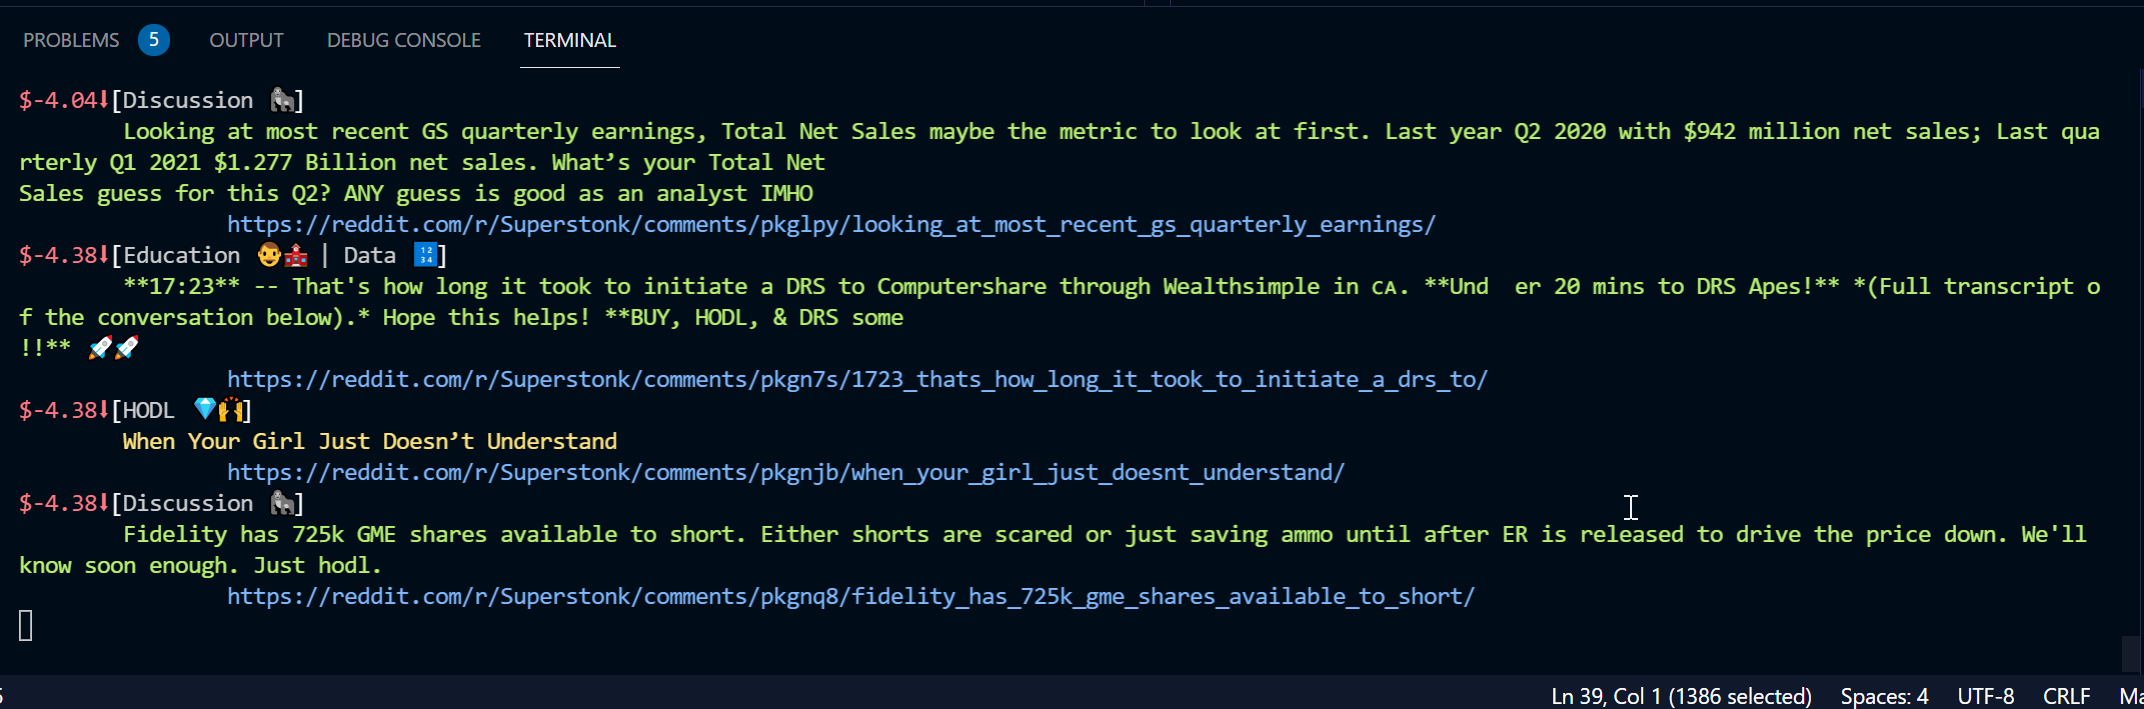 PROBLEMS 5 OUTPUT DEBUG CONSOLE TERMINAL
$-4.04⬇[Discussion 🦍]
Looking at most recent GS quarterly earnings, Total Net Sales maybe the metric to look at first. Last year Q2 2020 with $942 million net sales; Last qua
rterly Q1 2021 $1.277 Billion net sales. What’s your Total Net
Sales guess for this Q2? ANY guess is good as an analyst IMHO
https://reddit.com/r/Superstonk/comments/pkglpy/looking_at_most_recent_gs_quarterly_earnings/
$-4.38⬇[Education 👨‍🏫 | Data 🔢]
**17:23** -- That's how long it took to initiate a DRS to Computershare through Wealthsimple in ᴄᴀ. **Und  er 20 mins to DRS Apes!** *(Full transcript o
f the conversation below).* Hope this helps! **BUY, HODL, & DRS some
!!** 🚀🚀
https://reddit.com/r/Superstonk/comments/pkgn7s/1723_thats_how_long_it_took_to_initiate_a_drs_to/
$-4.38⬇[HODL 💎🙌]
When Your Girl Just Doesn’t Understand
https://reddit.com/r/Superstonk/comments/pkgnjb/when_your_girl_just_doesnt_understand/
$-4.38⬇[Discussion 🦍]
Fidelity has 725k GME shares available to short. Either shorts are scared or just saving ammo until after ER is released to drive the price down. We'll
know soon enough. Just hodl.
https://reddit.com/r/Superstonk/comments/pkgnq8/fidelity_has_725k_gme_shares_available_to_short/
Ln 39, Col 1 (1386 selected) Spaces: 4 UTF-8 CRLF Ma